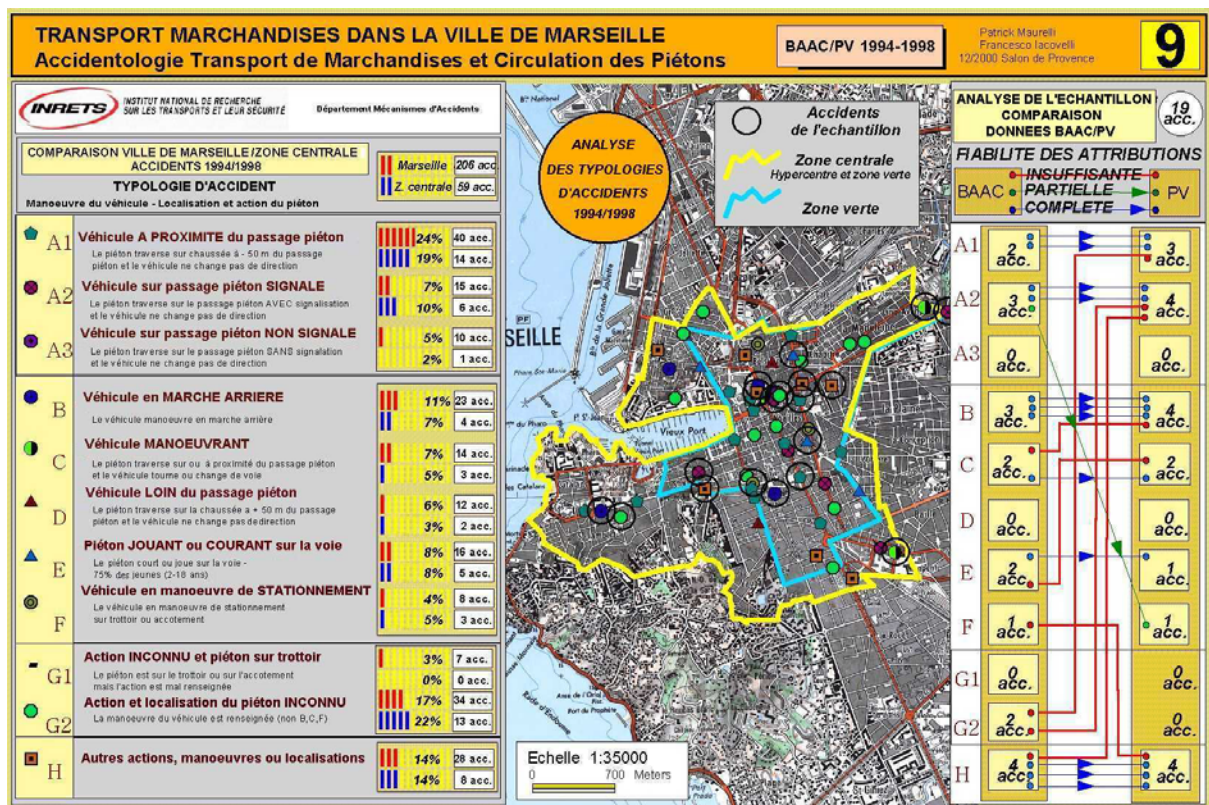 TRANSPORT MARCHANDISES DANS LA VILLE DE MARSEILLE
Accidentologie Transport de Marchandises et Circulation des Piétons
BAAC/PV 1994-1998
Patrick Maurelli
Francesco Iacovelli
12/2000 Salon de Provence
9
INRETS
INSTITUT NATIONAL DE RECHERCHE
SUR LES TRANSPORTS ET LEUR SÉCURITÉ
Département Mécanismes d'Accidents
COMPARAISON VILLE DE MARSEILLE/ZONE CENTRALE
ACCIDENTS 1994/1998
TYPOLOGIE D'ACCIDENT
Manoeuvre du véhicule - Localisation et action du piéton
Marseille 206 acc
Z. centrale 59 acc.
A1
Véhicule A PROXIMITE du passage piéton
Le piéton traverse sur chaussée à - 50 m du passage
piéton et le véhicule ne change pas de direction
24% 40 acc.
19% 14 acc.
A2
Véhicule sur passage piéton SIGNALE
Le piéton traverse sur le passage piéton AVEC signalisation
et le véhicule ne change pas de direction
7% 15 acc.
10% 6 acc.
A3
Véhicule sur passage piéton NON SIGNALE
Le piéton traverse sur le passage piéton SANS signalation
et le véhicule ne change pas de direction
5% 10 acc.
2% 1 acc.
B
Véhicule en MARCHE ARRIERE
Le véhicule manoeuvre en marche arrière
11% 23 acc.
7% 4 acc.
C
Véhicule MANOEUVRANT
Le piéton traverse sur ou à proximité du passage piéton
et le véhicule tourne ou change de voie
7% 14 acc.
5% 3 acc.
D
Véhicule LOIN du passage piéton
Le piéton traverse sur la chaussée a + 50 m du passage
piéton et le véhicule ne change pas de direction
6% 12 acc.
3% 2 acc.
E
Piéton JOUANT ou COURANT sur la voie
Le piéton court ou joue sur la voie -
75% des jeunes (2-18 ans)
8% 16 acc.
8% 5 acc.
F
Véhicule en manoeuvre de STATIONNEMENT
Le véhicule en manoeuvre de stationnement
sur trottoir ou accotement
4% 8 acc.
5% 3 acc.
G1
Action INCONNU et piéton sur trottoir
Le piéton est sur le trottoir ou sur l'accotement
mais l'action est mal renseignée
3% 7 acc.
0% 0 acc.
G2
Action et localisation du piéton INCONNU
La manoeuvre du véhicule est renseignée (non B,C,F)
17% 34 acc.
22% 13 acc.
H
Autres actions, manoeuvres ou localisations
14% 28 acc.
14% 8 acc.
ANALYSE
DES TYPOLOGIES
D'ACCIDENTS
1994/1998
Accidents
de l'echantillon
Zone centrale
Hypercentre et zone verte
Zone verte
PF
SEILLE
Vieux Port
Echelle 1:35000
0 700 Meters
ANALYSE DE L'ECHANTILLON
COMPARAISON
DONNEES BAAC/PV
19
acc.
FIABILITE DES ATTRIBUTIONS
BAAC
INSUFFISANTE
PARTIELLE
COMPLETE
PV
A1 2 acc. 3 acc.
A2 3 acc. 4 acc.
A3 0 acc. 0 acc.
B 3 acc. 4 acc.
C 2 acc. 2 acc.
D 0 acc. 0 acc.
E 2 acc. 1 acc.
F 1 acc. 1 acc.
G1 0 acc. 0 acc.
G2 2 acc. 0 acc.
H 4 acc. 4 acc.